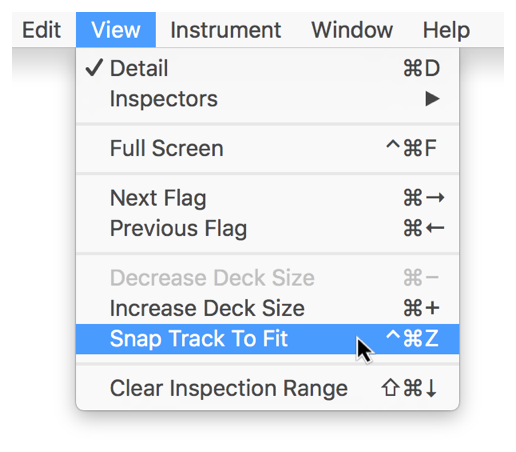 Edit View Instrument Window Help
✓ Detail ⌘D
Inspectors ▶
Full Screen ^⌘F
Next Flag ⌘→
Previous Flag ⌘←
Decrease Deck Size ⌘−
Increase Deck Size ⌘+
Snap Track To Fit ^⌘Z
Clear Inspection Range ⇧⌘↓